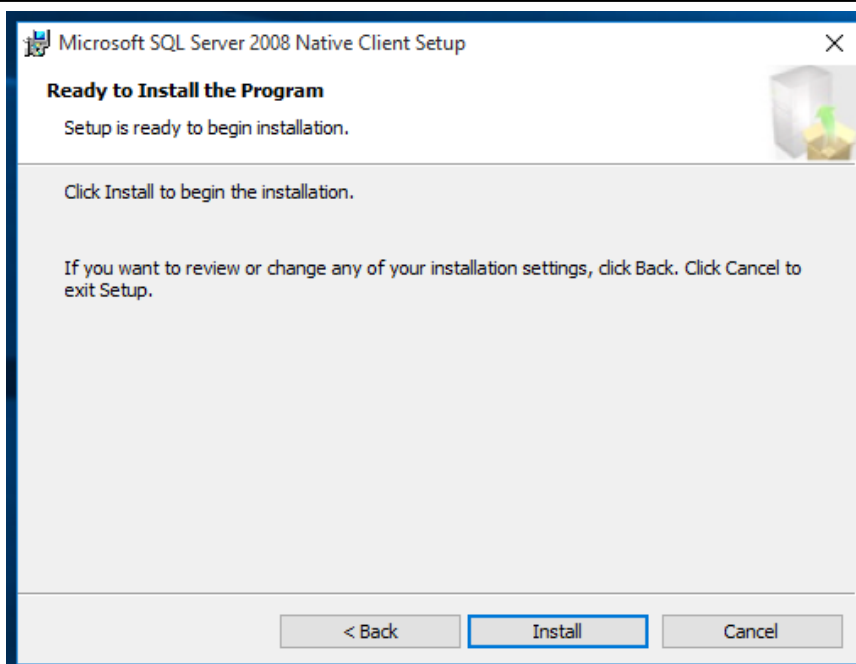 Microsoft SQL Server 2008 Native Client Setup
Ready to Install the Program
Setup is ready to begin installation.
Click Install to begin the installation.
If you want to review or change any of your installation settings, click Back. Click Cancel to
exit Setup.
< Back
Install
Cancel